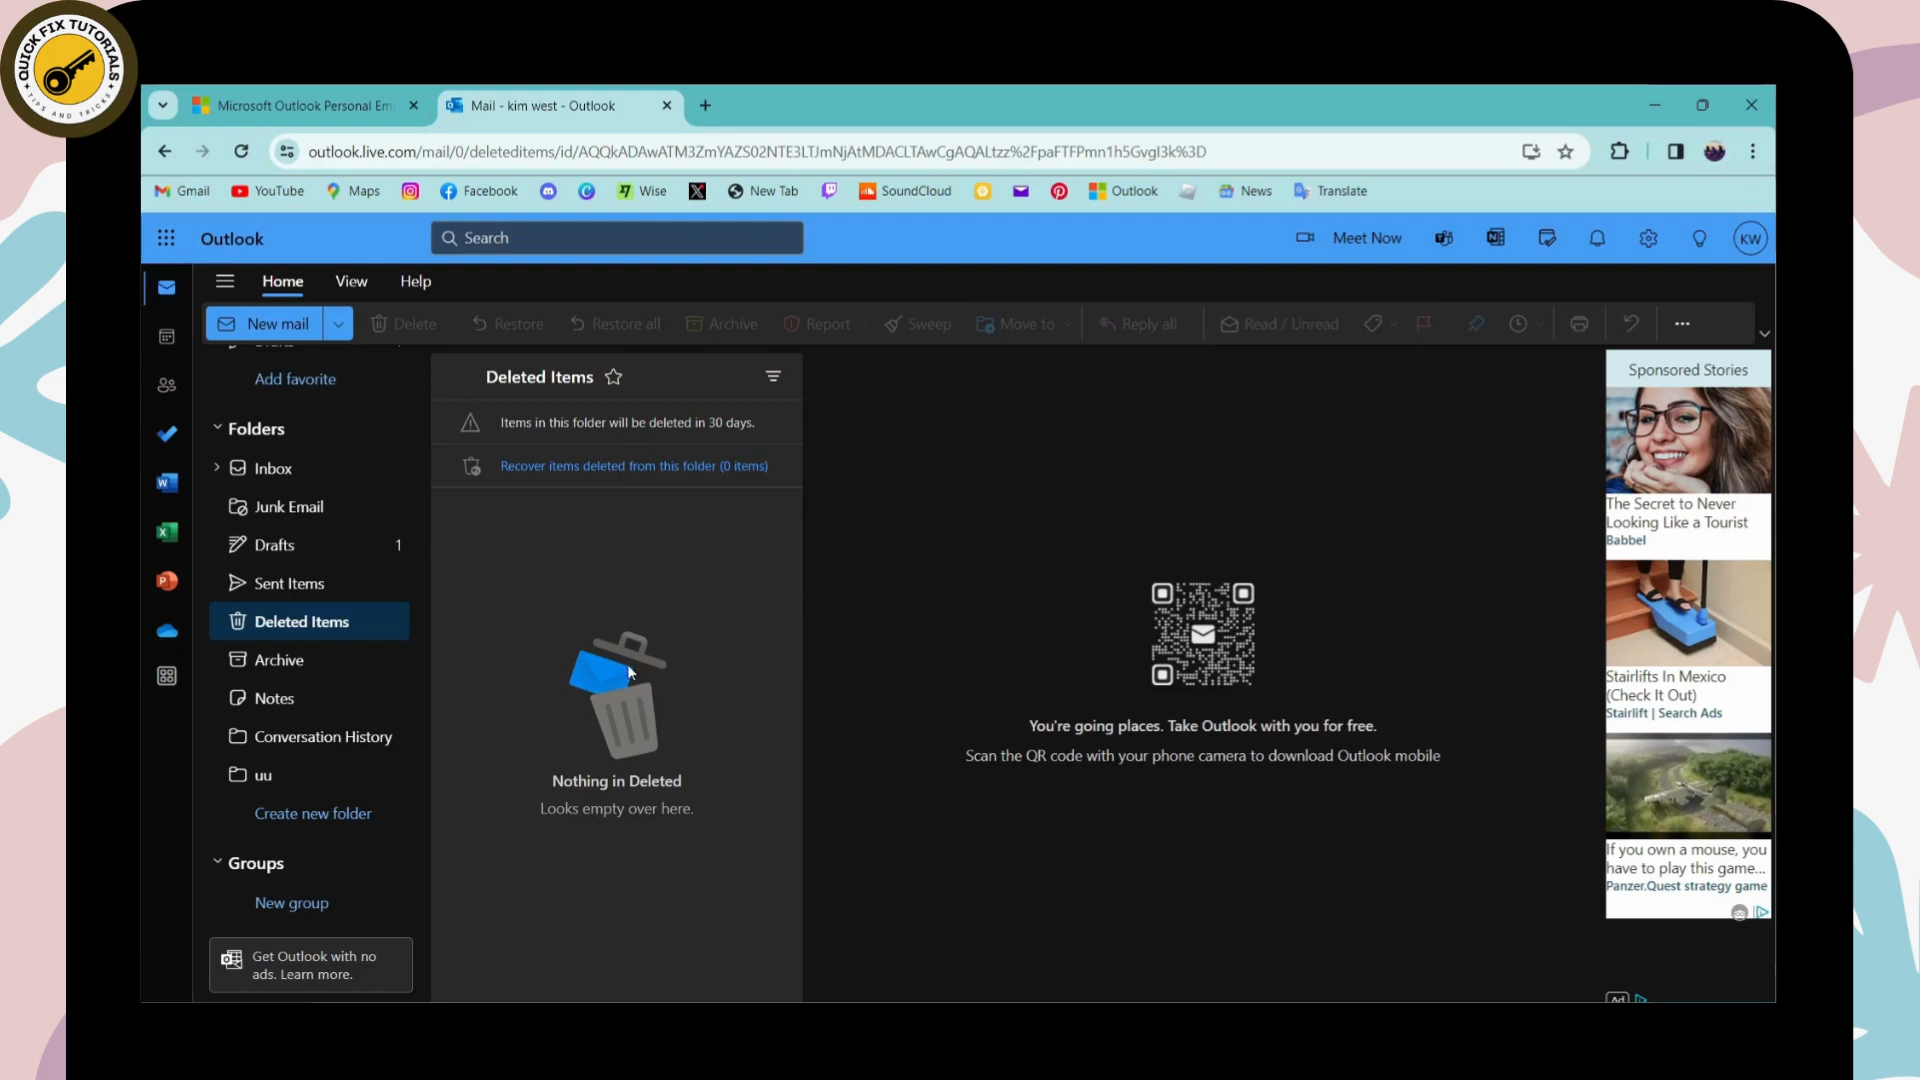 QUICK FIX TUTORIALS
TIPS AND TRICKS
Mail - kim west - Outlook
outlook.live.com/mail/0/deleteditems/id/AQQkADAwATM3ZmYAZS02NTE3LTJmNjAtMDACLTAwCgAQALtzz%2FpaFTFPmn1h5GvgI3k%3D
Gmail YouTube Maps Facebook Wise New Tab SoundCloud Outlook News Translate
Outlook
Search
Meet Now
KW
Home View Help
New mail Delete Restore Restore all Archive Report Sweep Move to Reply all Read / Unread
Add favorite
Folders
Inbox
Junk Email
Drafts 1
Sent Items
Deleted Items
Archive
Notes
Conversation History
uu
Create new folder
Groups
New group
Get Outlook with no
ads. Learn more.
Deleted Items
Items in this folder will be deleted in 30 days.
Recover items deleted from this folder (0 items)
Nothing in Deleted
Looks empty over here.
You're going places. Take Outlook with you for free.
Scan the QR code with your phone camera to download Outlook mobile
Sponsored Stories
The Secret to Never
Looking Like a Tourist
Babbel
Stairlifts In Mexico
(Check It Out)
Stairlift | Search Ads
If you own a mouse, you
have to play this game...
Panzer.Quest strategy game
Ad